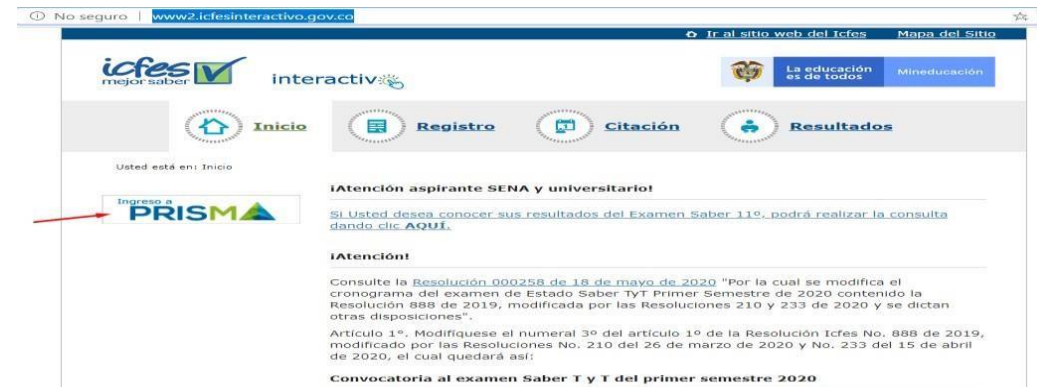 No seguro | www2.icfesinteractivo.gov.co
Ir al sitio web del Icfes Mapa del Sitio
icfes
mejor saber
interactiv
La educación
es de todos
Mineducación
Inicio Registro Citación Resultados
Usted está en: Inicio
Ingreso a
PRISMA
¡Atención aspirante SENA y universitario!
Si Usted desea conocer sus resultados del Examen Saber 11º, podrá realizar la consulta
dando clic AQUÍ.
¡Atención!
Consulte la Resolución 000258 de 18 de mayo de 2020 "Por la cual se modifica el
cronograma del examen de Estado Saber TyT Primer Semestre de 2020 contenido la
Resolución 888 de 2019, modificada por las Resoluciones 210 y 233 de 2020 y se dictan
otras disposiciones".
Artículo 1º. Modifíquese el numeral 3º del artículo 1º de la Resolución Icfes No. 888 de 2019,
modificado por las Resoluciones No. 210 del 26 de marzo de 2020 y No. 233 del 15 de abril
de 2020, el cual quedará así:
Convocatoria al examen Saber T y T del primer semestre 2020